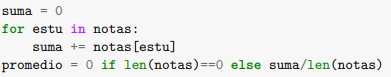 suma = 0
for estu in notas:
    suma += notas[estu]
promedio = 0 if len(notas)==0 else suma/len(notas)